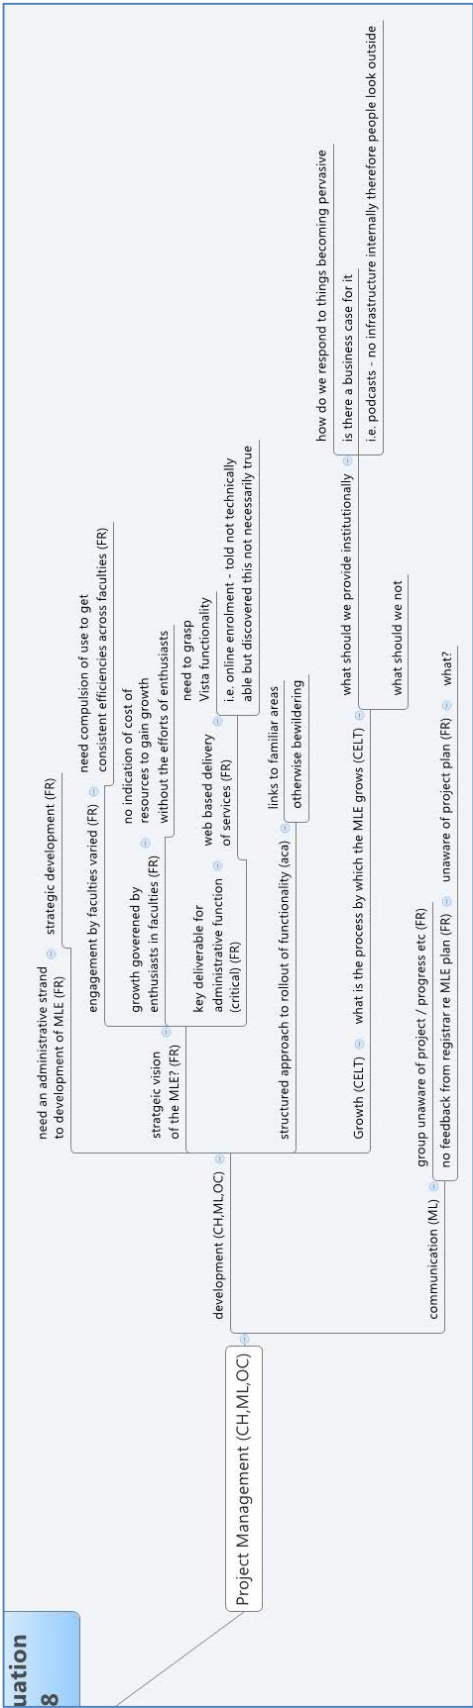 uation
8
Project Management (CH,ML,OC)
development (CH,ML,OC)
need an administrative strand
to development of MLE (FR)
strategic development (FR)
stratgeic vision
of the MLE? (FR)
engagement by faculties varied (FR)
need compulsion of use to get
consistent efficiencies across faculties (FR)
growth goverened by
enthusiasts in faculties (FR)
no indication of cost of
resources to gain growth
without the efforts of enthusiasts
key deliverable for
administrative function
(critical) (FR)
web based delivery
of services (FR)
need to grasp
Vista functionality
i.e. online enrolment - told not technically
able but discovered this not necessarily true
structured approach to rollout of functionality (aca)
links to familiar areas
otherwise bewildering
Growth (CELT)
what is the process by which the MLE grows (CELT)
what should we provide institutionally
how do we respond to things becoming pervasive
is there a business case for it
i.e. podcasts - no infrastructure internally therefore people look outside
what should we not
communication (ML)
group unaware of project / progress etc (FR)
no feedback from registrar re MLE plan (FR)
unaware of project plan (FR)
what?